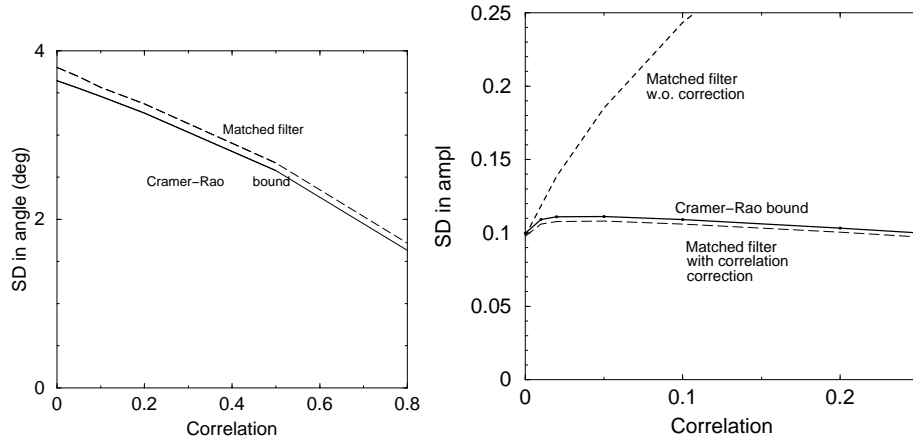 4
2
0
SD in angle (deg)
Matched filter
Cramer−Rao bound
0 0.2 0.4 0.6 0.8
Correlation
0.25
0.2
0.15
0.1
0.05
0
SD in ampl
Matched filter
w.o. correction
Cramer−Rao bound
Matched filter
with correlation
correction
0 0.1 0.2
Correlation